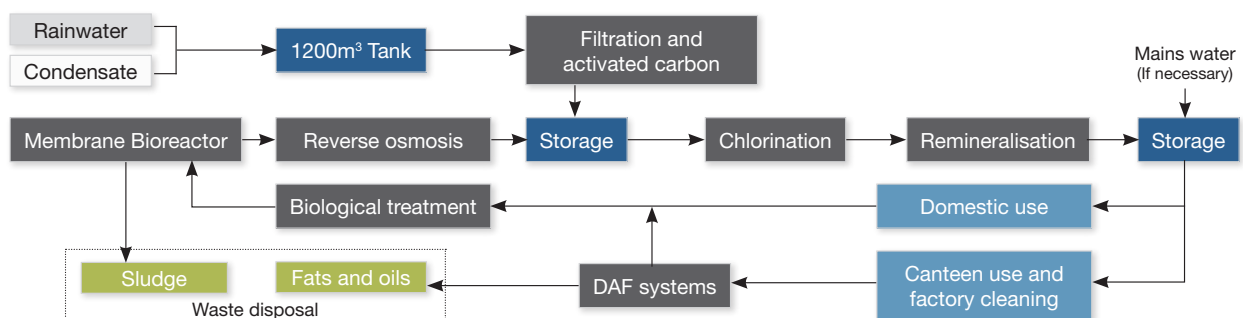 Rainwater
Condensate
1200m³ Tank
Filtration and
activated carbon
Mains water
(If necessary)
Membrane Bioreactor
Reverse osmosis
Storage
Chlorination
Remineralisation
Storage
Biological treatment
Domestic use
Sludge
Fats and oils
DAF systems
Canteen use and
factory cleaning
Waste disposal